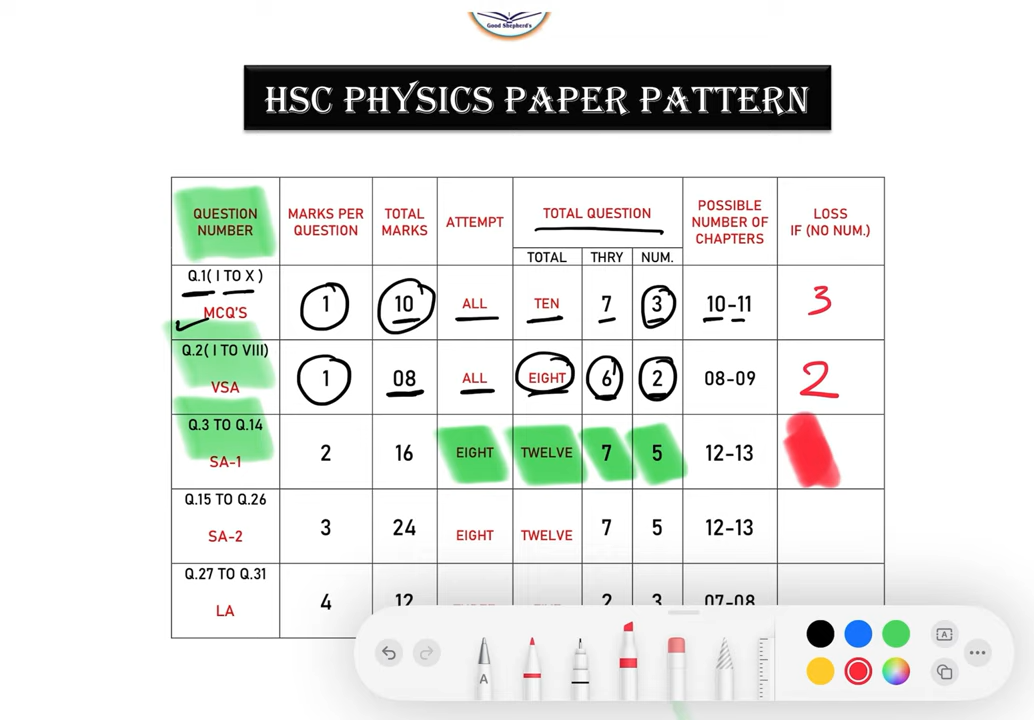 Good Shepherd's
HSC PHYSICS PAPER PATTERN
QUESTION NUMBER
MARKS PER QUESTION
TOTAL MARKS
ATTEMPT
TOTAL QUESTION
POSSIBLE NUMBER OF CHAPTERS
LOSS IF (NO NUM.)
TOTAL THRY NUM.
Q.1( I TO X )
MCQ'S 1 10 ALL TEN 7 3 10-11 3
Q.2( I TO VIII)
VSA 1 08 ALL EIGHT 6 2 08-09 2
Q.3 TO Q.14
SA-1 2 16 EIGHT TWELVE 7 5 12-13
Q.15 TO Q.26
SA-2 3 24 EIGHT TWELVE 7 5 12-13
Q.27 TO Q.31
LA 4 12 2 3 07-08
A
A